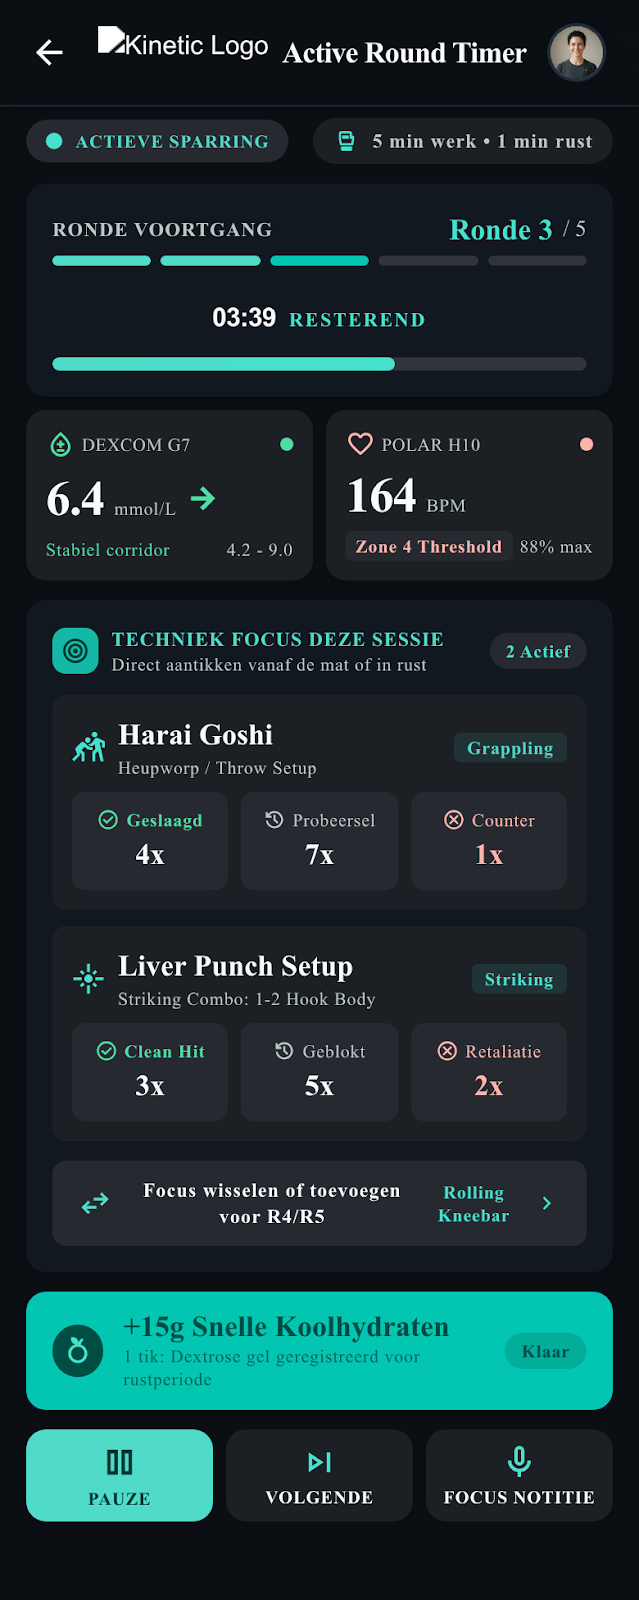 Kinetic Logo
Active Round Timer
ACTIEVE SPARRING
5 min werk • 1 min rust
RONDE VOORTGANG
Ronde 3 / 5
03:39 RESTEREND
DEXCOM G7
6.4 mmol/L
Stabiel corridor
4.2 - 9.0
POLAR H10
164 BPM
Zone 4 Threshold
88% max
TECHNIEK FOCUS DEZE SESSIE
Direct aantikken vanaf de mat of in rust
2 Actief
Harai Goshi
Heupworp / Throw Setup
Grappling
Geslaagd
4x
Probeersel
7x
Counter
1x
Liver Punch Setup
Striking Combo: 1-2 Hook Body
Striking
Clean Hit
3x
Geblokt
5x
Retaliatie
2x
Focus wisselen of toevoegen
voor R4/R5
Rolling
Kneebar
+15g Snelle Koolhydraten
1 tik: Dextrose gel geregistreerd voor
rustperiode
Klaar
PAUZE
VOLGENDE
FOCUS NOTITIE